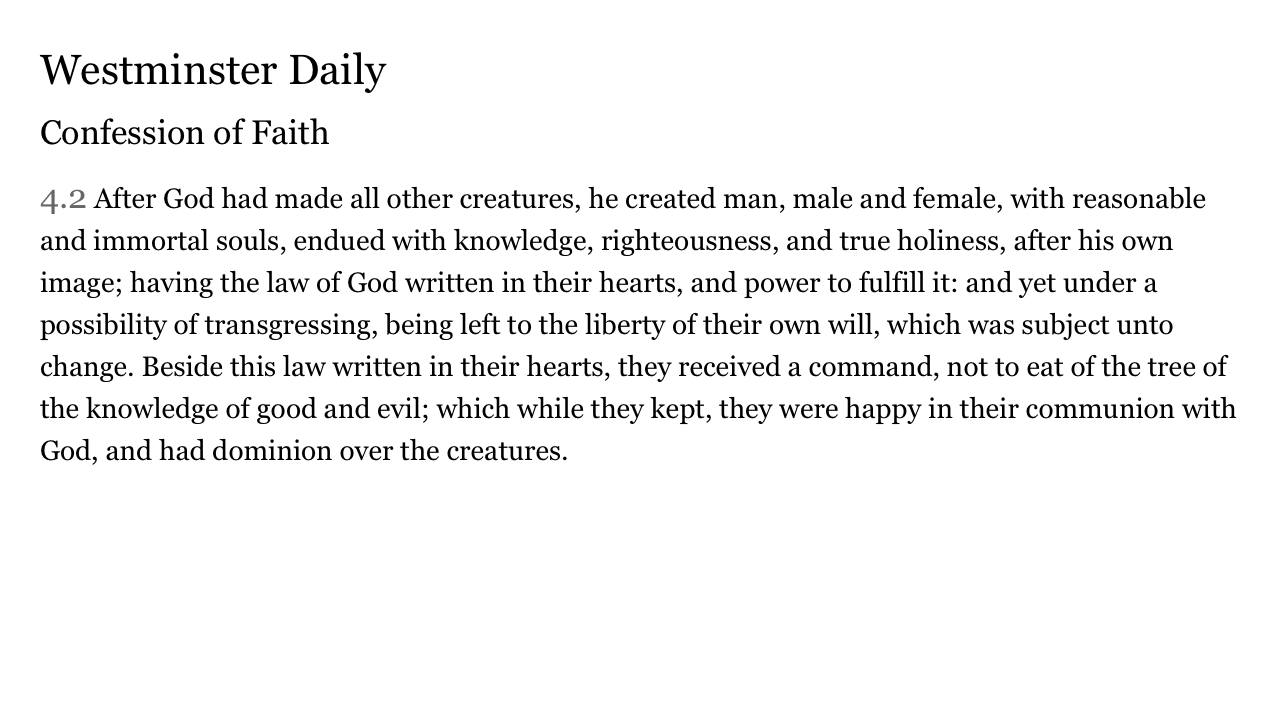 Westminster Daily
Confession of Faith
4.2 After God had made all other creatures, he created man, male and female, with reasonable
and immortal souls, endued with knowledge, righteousness, and true holiness, after his own
image; having the law of God written in their hearts, and power to fulfill it: and yet under a
possibility of transgressing, being left to the liberty of their own will, which was subject unto
change. Beside this law written in their hearts, they received a command, not to eat of the tree of
the knowledge of good and evil; which while they kept, they were happy in their communion with
God, and had dominion over the creatures.